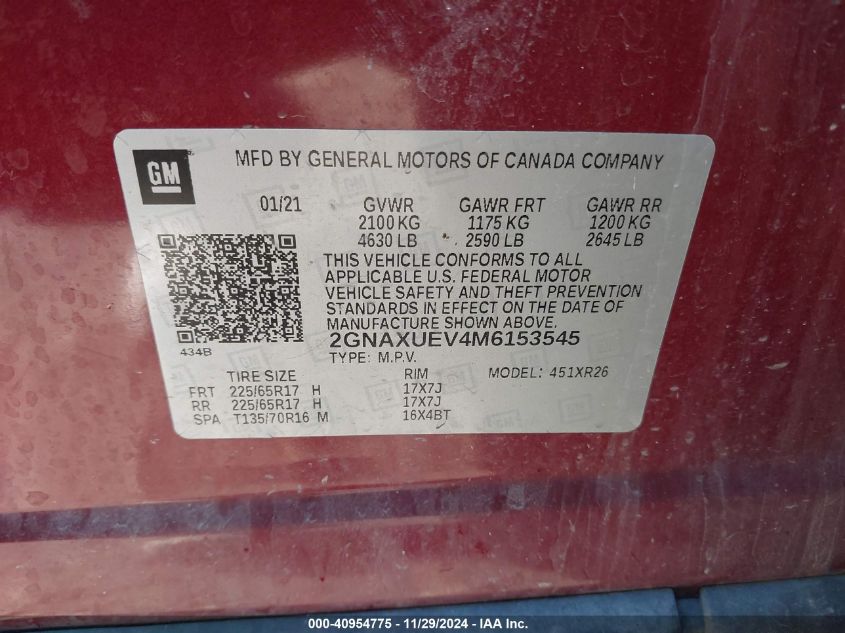 GM
MFD BY GENERAL MOTORS OF CANADA COMPANY
01/21 GVWR GAWR FRT GAWR RR
2100 KG 1175 KG 1200 KG
4630 LB 2590 LB 2645 LB
THIS VEHICLE CONFORMS TO ALL
APPLICABLE U.S. FEDERAL MOTOR
VEHICLE SAFETY AND THEFT PREVENTION
STANDARDS IN EFFECT ON THE DATE OF
MANUFACTURE SHOWN ABOVE.
434B
2GNAXUEV4M6153545
TYPE: M.P.V.
TIRE SIZE RIM MODEL: 451XR26
FRT 225/65R17 H 17X7J
RR 225/65R17 H 17X7J
SPA T135/70R16 M 16X4BT
000-40954775 - 11/29/2024 - IAA Inc.